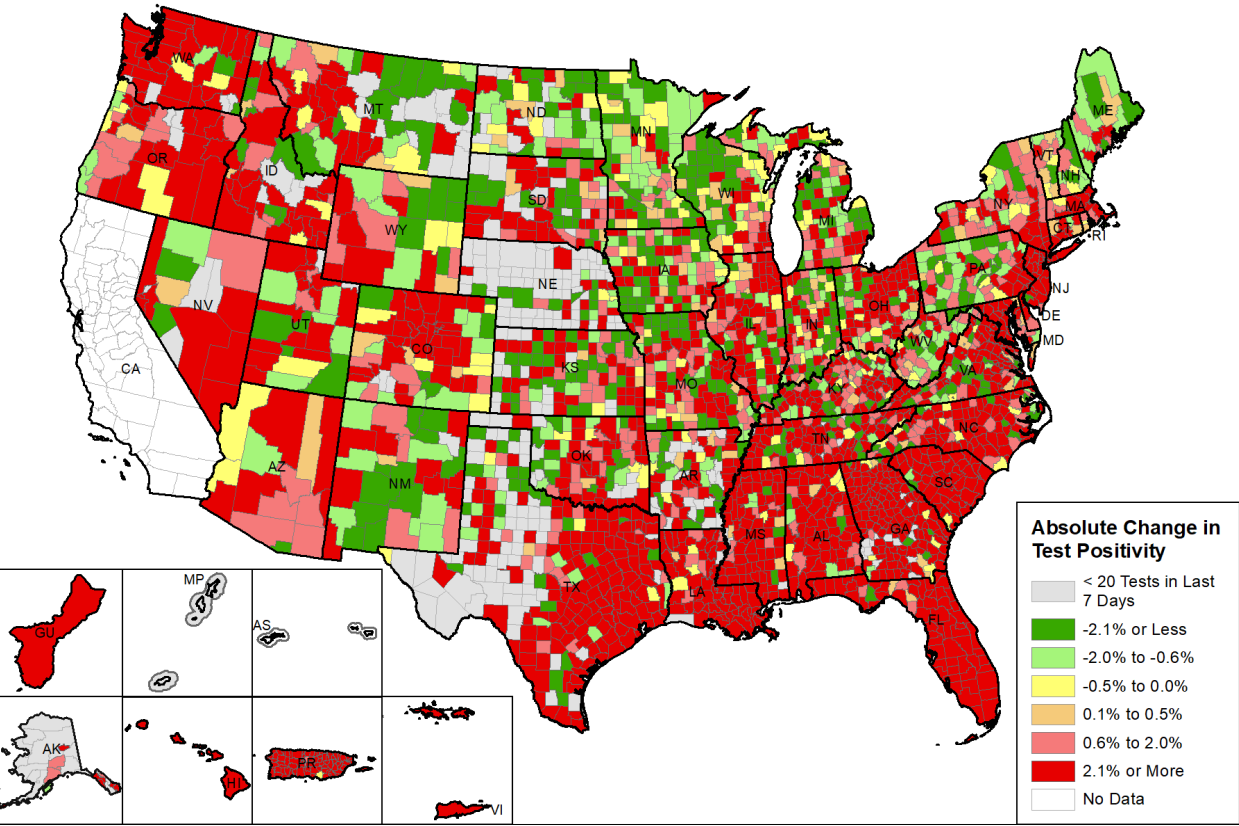 WA
MT
ND
MN
ME
OR
ID
SD
WI
VT
NH
NY
MA
CT
RI
WY
MI
IA
PA
NE
NJ
NV
UT
CO
IL
IN
OH
DE
MD
WV
CA
KS
MO
KY
VA
AZ
NM
OK
TN
NC
AR
SC
MS
AL
GA
TX
LA
FL
GU
MP
AS
AK
HI
PR
VI
Absolute Change in
Test Positivity
< 20 Tests in Last
7 Days
-2.1% or Less
-2.0% to -0.6%
-0.5% to 0.0%
0.1% to 0.5%
0.6% to 2.0%
2.1% or More
No Data